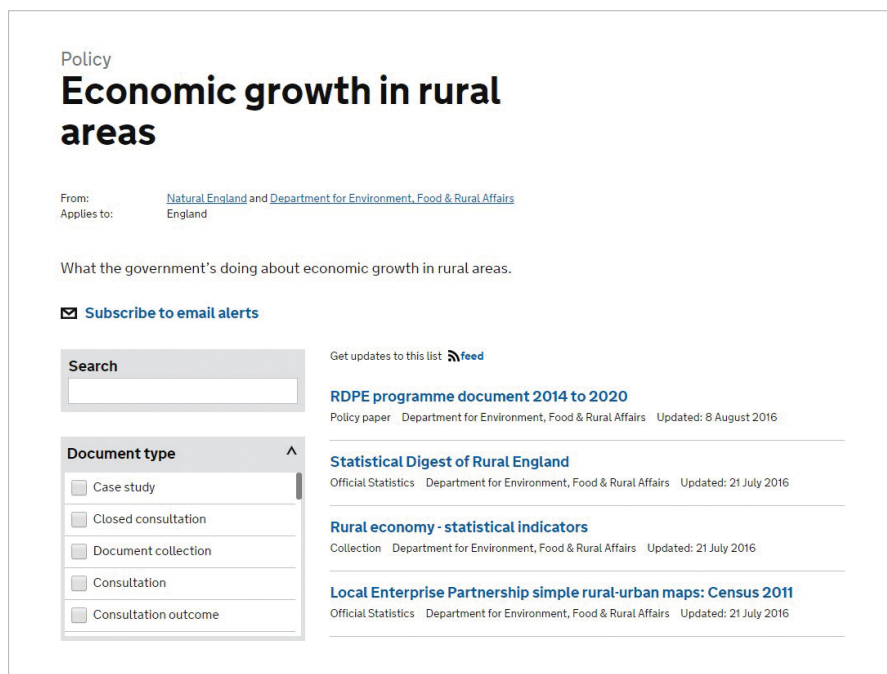 Policy
Economic growth in rural
areas
From: Natural England and Department for Environment, Food & Rural Affairs
Applies to: England
What the government's doing about economic growth in rural areas.
Subscribe to email alerts
Search
Document type
Case study
Closed consultation
Document collection
Consultation
Consultation outcome
Get updates to this list feed
RDPE programme document 2014 to 2020
Policy paper Department for Environment, Food & Rural Affairs Updated: 8 August 2016
Statistical Digest of Rural England
Official Statistics Department for Environment, Food & Rural Affairs Updated: 21 July 2016
Rural economy - statistical indicators
Collection Department for Environment, Food & Rural Affairs Updated: 21 July 2016
Local Enterprise Partnership simple rural-urban maps: Census 2011
Official Statistics Department for Environment, Food & Rural Affairs Updated: 21 July 2016